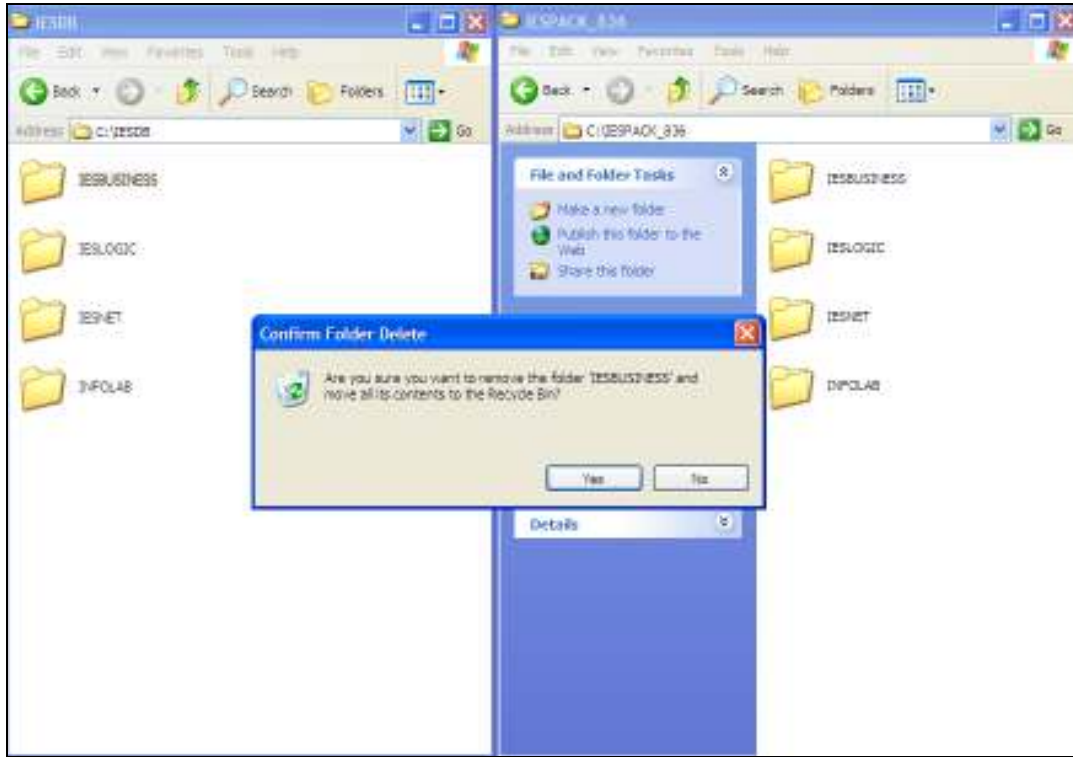 IESDB
File Edit View Favorites Tools Help
Back Search Folders
Address C:\IESDB Go
IESBUSINESS
IESLOGIC
IESNET
INFOLAB
IESPACK_836
File Edit View Favorites Tools Help
Back Search Folders
Address C:\IESPACK_836 Go
File and Folder Tasks
Make a new folder
Publish this folder to the
Web
Share this folder
Details
IESBUSINESS
IESLOGIC
IESNET
INFOLAB
Confirm Folder Delete
Are you sure you want to remove the folder 'IESBUSINESS' and
move all its contents to the Recycle Bin?
Yes No